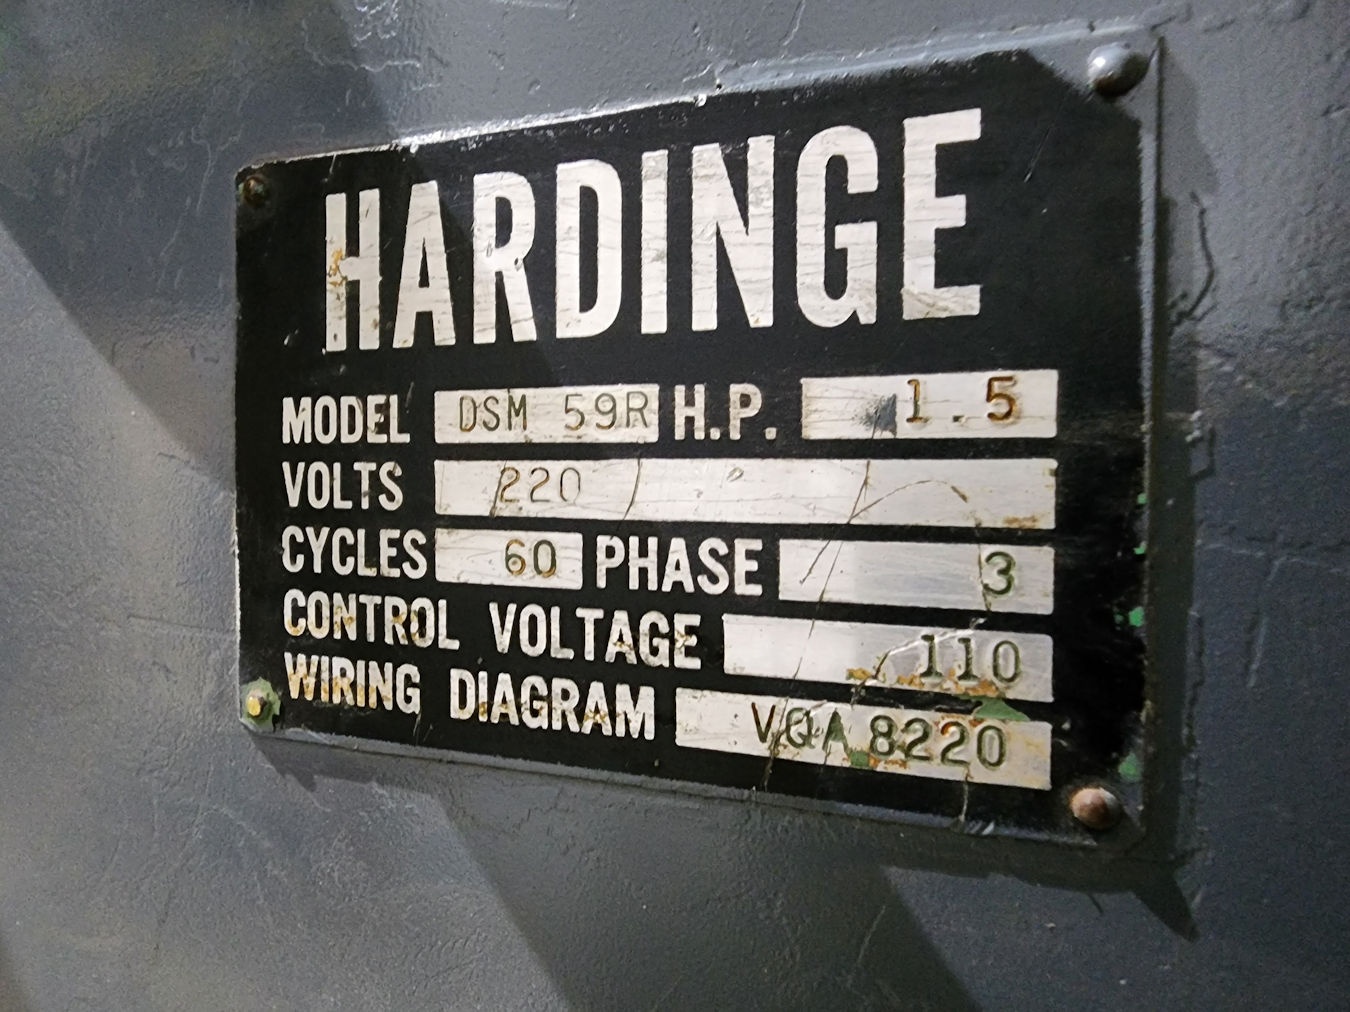 HARDINGE
MODEL DSM 59R H.P. 1.5
VOLTS 220
CYCLES 60 PHASE 3
CONTROL VOLTAGE 110
WIRING DIAGRAM VQA 8220